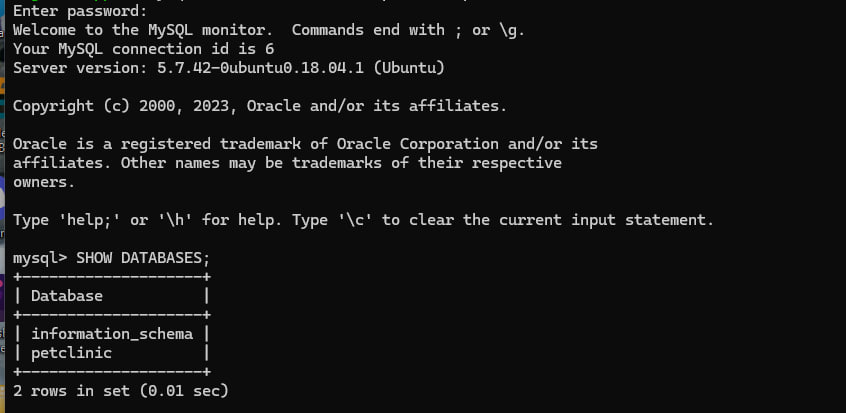 Enter password:
Welcome to the MySQL monitor.  Commands end with ; or \g.
Your MySQL connection id is 6
Server version: 5.7.42-0ubuntu0.18.04.1 (Ubuntu)
Copyright (c) 2000, 2023, Oracle and/or its affiliates.
Oracle is a registered trademark of Oracle Corporation and/or its
affiliates. Other names may be trademarks of their respective
owners.
Type 'help;' or '\h' for help. Type '\c' to clear the current input statement.
mysql> SHOW DATABASES;
+--------------------+
| Database           |
+--------------------+
| information_schema |
| petclinic          |
+--------------------+
2 rows in set (0.01 sec)